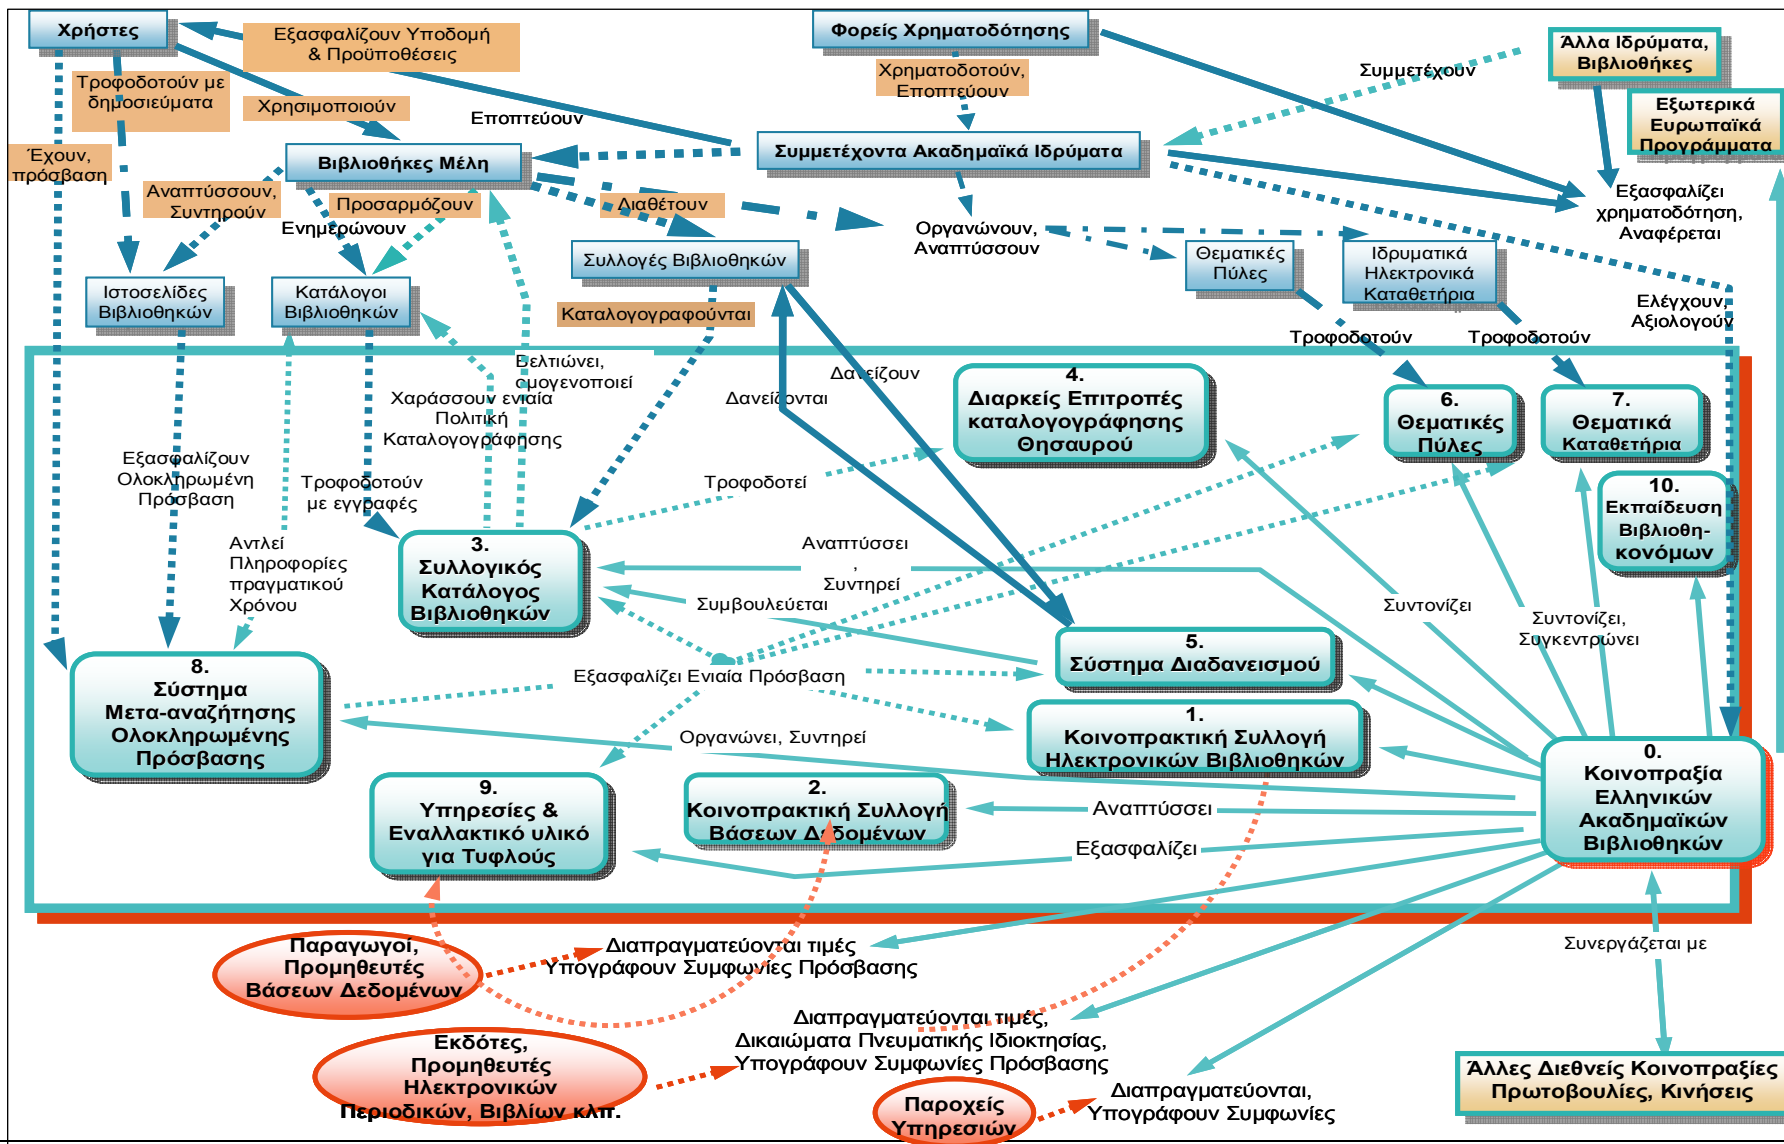 Χρήστες
Εξασφαλίζουν Υποδομή
& Προϋποθέσεις
Φορείς Χρηματοδότησης
Άλλα Ιδρύματα,
Βιβλιοθήκες
Τροφοδοτούν με
δημοσιεύματα
Χρησιμοποιούν
Χρηματοδοτούν,
Εποπτεύουν
Συμμετέχουν
Εξωτερικά
Ευρωπαϊκά
Προγράμματα
Εποπτεύουν
Έχουν,
πρόσβαση
Βιβλιοθήκες Μέλη
Συμμετέχοντα Ακαδημαϊκά Ιδρύματα
Αναπτύσσουν,
Συντηρούν
Προσαρμόζουν
Ενημερώνουν
Διαθέτουν
Οργανώνουν,
Αναπτύσσουν
Εξασφαλίζει
χρηματοδότηση,
Αναφέρεται
Συλλογές Βιβλιοθηκών
Θεματικές
Πύλες
Ιδρυματικά
Ηλεκτρονικά
Καταθετήρια
Ιστοσελίδες
Βιβλιοθηκών
Κατάλογοι
Βιβλιοθηκών
Καταλογογραφούνται
Ελέγχουν,
Αξιολογούν
Τροφοδοτούν
Τροφοδοτούν
Βελτιώνει,
ομογενοποιεί
Δανείζουν
Δανείζονται
Χαράσσουν ενιαία
Πολιτική
Καταλογογράφησης
4.
Διαρκείς Επιτροπές
καταλογογράφησης
Θησαυρού
6.
Θεματικές
Πύλες
7.
Θεματικά
Καταθετήρια
Εξασφαλίζουν
Ολοκληρωμένη
Πρόσβαση
Τροφοδοτούν
με εγγραφές
Τροφοδοτεί
10.
Εκπαίδευση
Βιβλιοθη-
κονόμων
Αντλεί
Πληροφορίες
πραγματικού
Χρόνου
3.
Συλλογικός
Κατάλογος
Βιβλιοθηκών
Αναπτύσσει
,
Συντηρεί
Συμβουλεύεται
Συντονίζει
Συντονίζει,
Συγκεντρώνει
8.
Σύστημα
Μετα-αναζήτησης
Ολοκληρωμένης
Πρόσβασης
Εξασφαλίζει Ενιαία Πρόσβαση
5.
Σύστημα Διαδανεισμού
1.
Κοινοπρακτική Συλλογή
Ηλεκτρονικών Βιβλιοθηκών
Οργανώνει, Συντηρεί
0.
Κοινοπραξία
Ελληνικών
Ακαδημαϊκών
Βιβλιοθηκών
9.
Υπηρεσίες &
Εναλλακτικό υλικό
για Τυφλούς
2.
Κοινοπρακτική Συλλογή
Βάσεων Δεδομένων
Αναπτύσσει
Εξασφαλίζει
Παραγωγοί,
Προμηθευτές
Βάσεων Δεδομένων
Διαπραγματεύονται τιμές
Υπογράφουν Συμφωνίες Πρόσβασης
Συνεργάζεται με
Εκδότες,
Προμηθευτές
Ηλεκτρονικών
Περιοδικών, Βιβλίων κλπ.
Διαπραγματεύονται τιμές,
Δικαιώματα Πνευματικής Ιδιοκτησίας,
Υπογράφουν Συμφωνίες Πρόσβασης
Άλλες Διεθνείς Κοινοπραξίες
Πρωτοβουλίες, Κινήσεις
Παροχείς
Υπηρεσιών
Διαπραγματεύονται,
Υπογράφουν Συμφωνίες